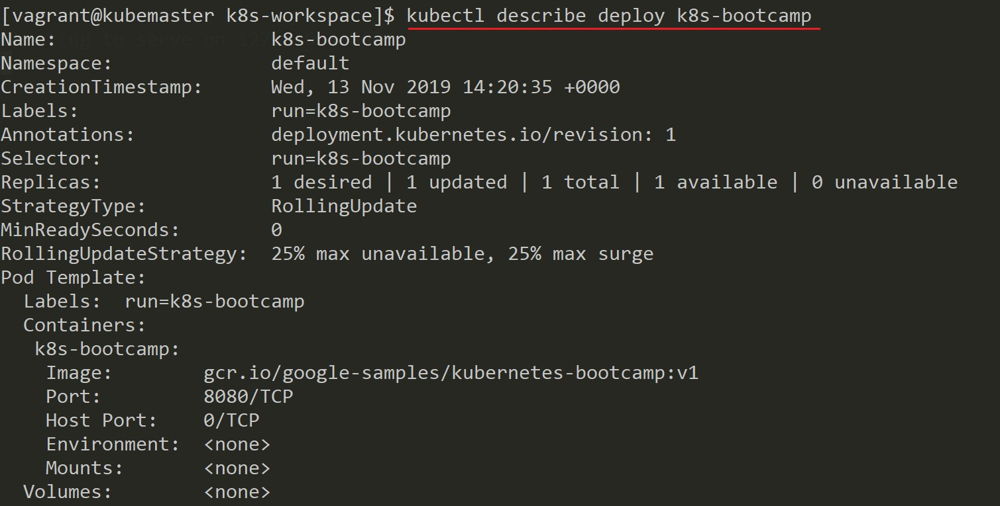 [vagrant@kubemaster k8s-workspace]$ kubectl describe deploy k8s-bootcamp
Name:                   k8s-bootcamp
Namespace:              default
CreationTimestamp:      Wed, 13 Nov 2019 14:20:35 +0000
Labels:                 run=k8s-bootcamp
Annotations:            deployment.kubernetes.io/revision: 1
Selector:               run=k8s-bootcamp
Replicas:               1 desired | 1 updated | 1 total | 1 available | 0 unavailable
StrategyType:           RollingUpdate
MinReadySeconds:        0
RollingUpdateStrategy:  25% max unavailable, 25% max surge
Pod Template:
  Labels:  run=k8s-bootcamp
  Containers:
   k8s-bootcamp:
    Image:        gcr.io/google-samples/kubernetes-bootcamp:v1
    Port:         8080/TCP
    Host Port:    0/TCP
    Environment:  <none>
    Mounts:       <none>
  Volumes:        <none>